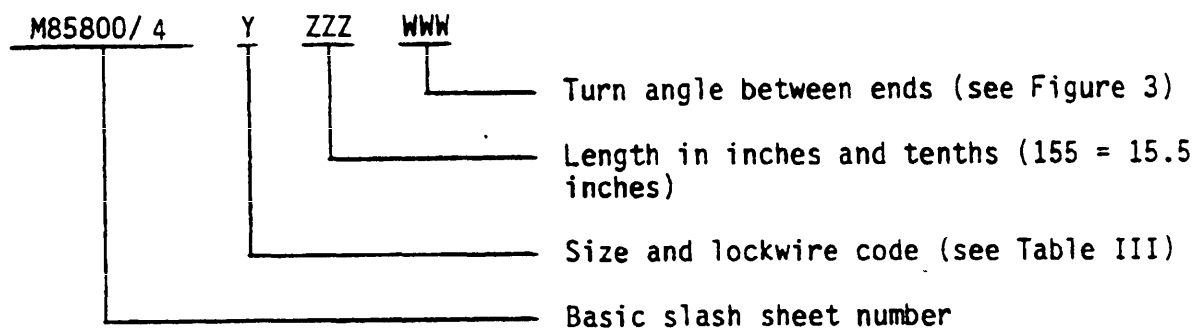 M85800/ 4 Y ZZZ WWW
Turn angle between ends (see Figure 3)
Length in inches and tenths (155 = 15.5
inches)
Size and lockwire code (see Table III)
Basic slash sheet number